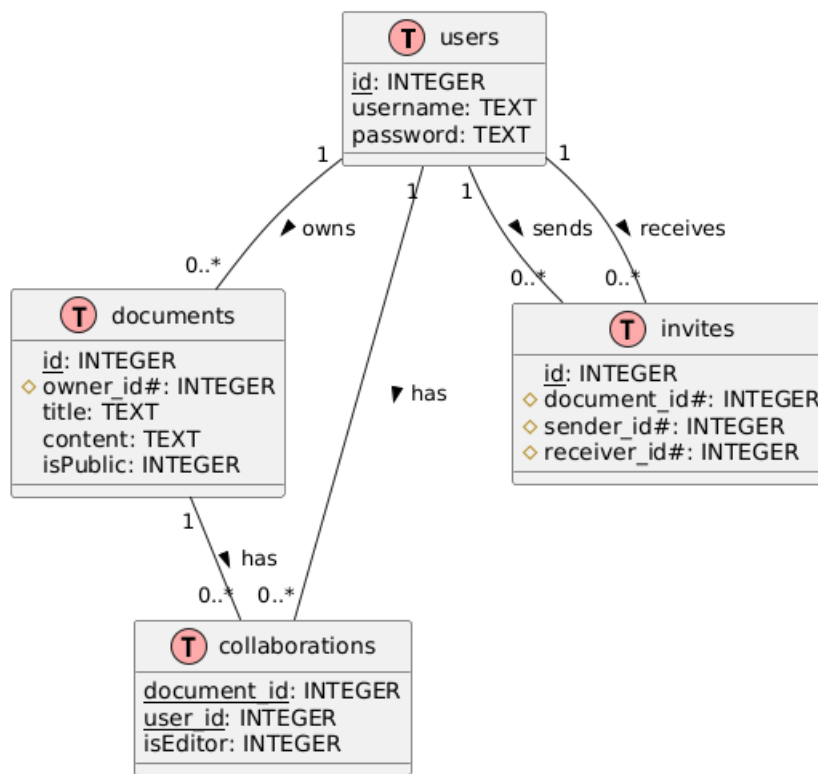 T users
id: INTEGER
username: TEXT
password: TEXT
1
1
1
1
owns
sends
receives
0..*
0..*
0..*
T documents
id: INTEGER
owner_id#: INTEGER
title: TEXT
content: TEXT
isPublic: INTEGER
T invites
id: INTEGER
document_id#: INTEGER
sender_id#: INTEGER
receiver_id#: INTEGER
has
1
has
0..*
0..*
T collaborations
document_id: INTEGER
user_id: INTEGER
isEditor: INTEGER